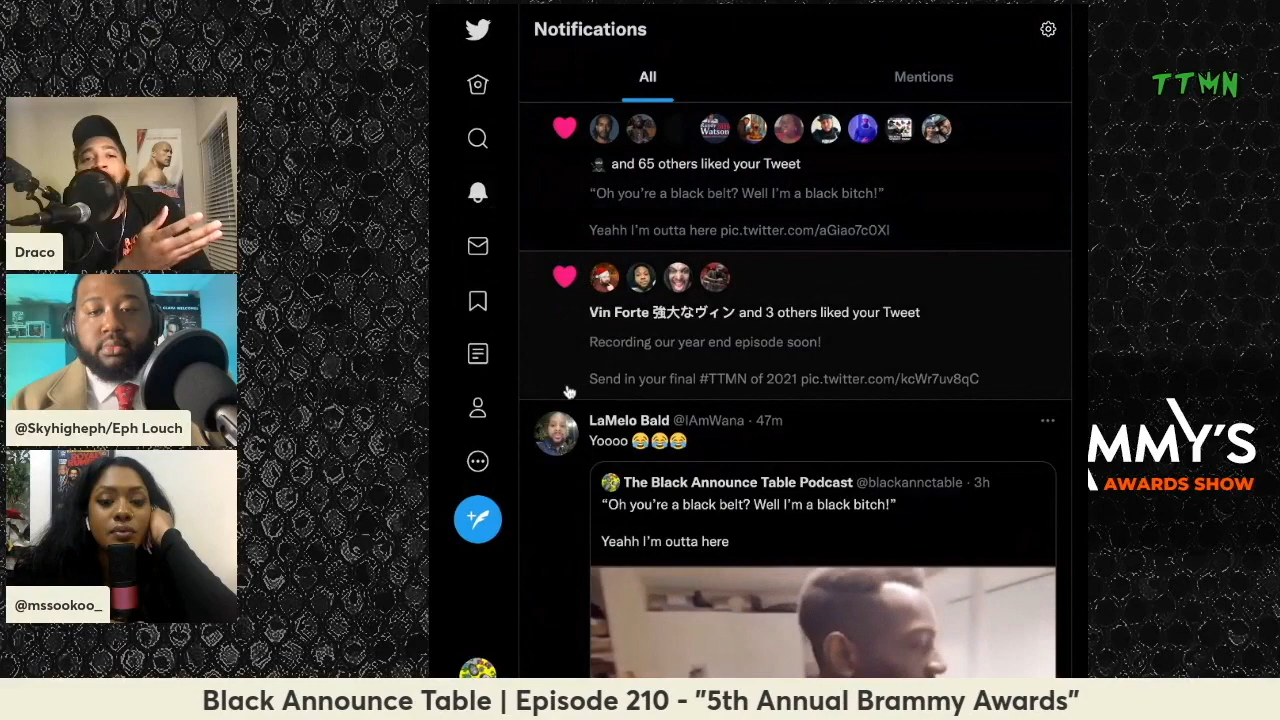 Notifications
All
Mentions
TTMN
Watson
and 65 others liked your Tweet
“Oh you're a black belt? Well I'm a black bitch!”
Yeahh I'm outta here pic.twitter.com/aGiao7c0XI
Vin Forte 強大なヴィン and 3 others liked your Tweet
Recording our year end episode soon!
Send in your final #TTMN of 2021 pic.twitter.com/kcWr7uv8qC
LaMelo Bald @IAmWana · 47m
Yoooo 😂😂😂
The Black Announce Table Podcast @blackannctable · 3h
“Oh you're a black belt? Well I'm a black bitch!”
Yeahh I'm outta here
Draco
@Skyhigheph/Eph Louch
@mssookoo_
MMY'S
AWARDS SHOW
Black Announce Table | Episode 210 - "5th Annual Brammy Awards"